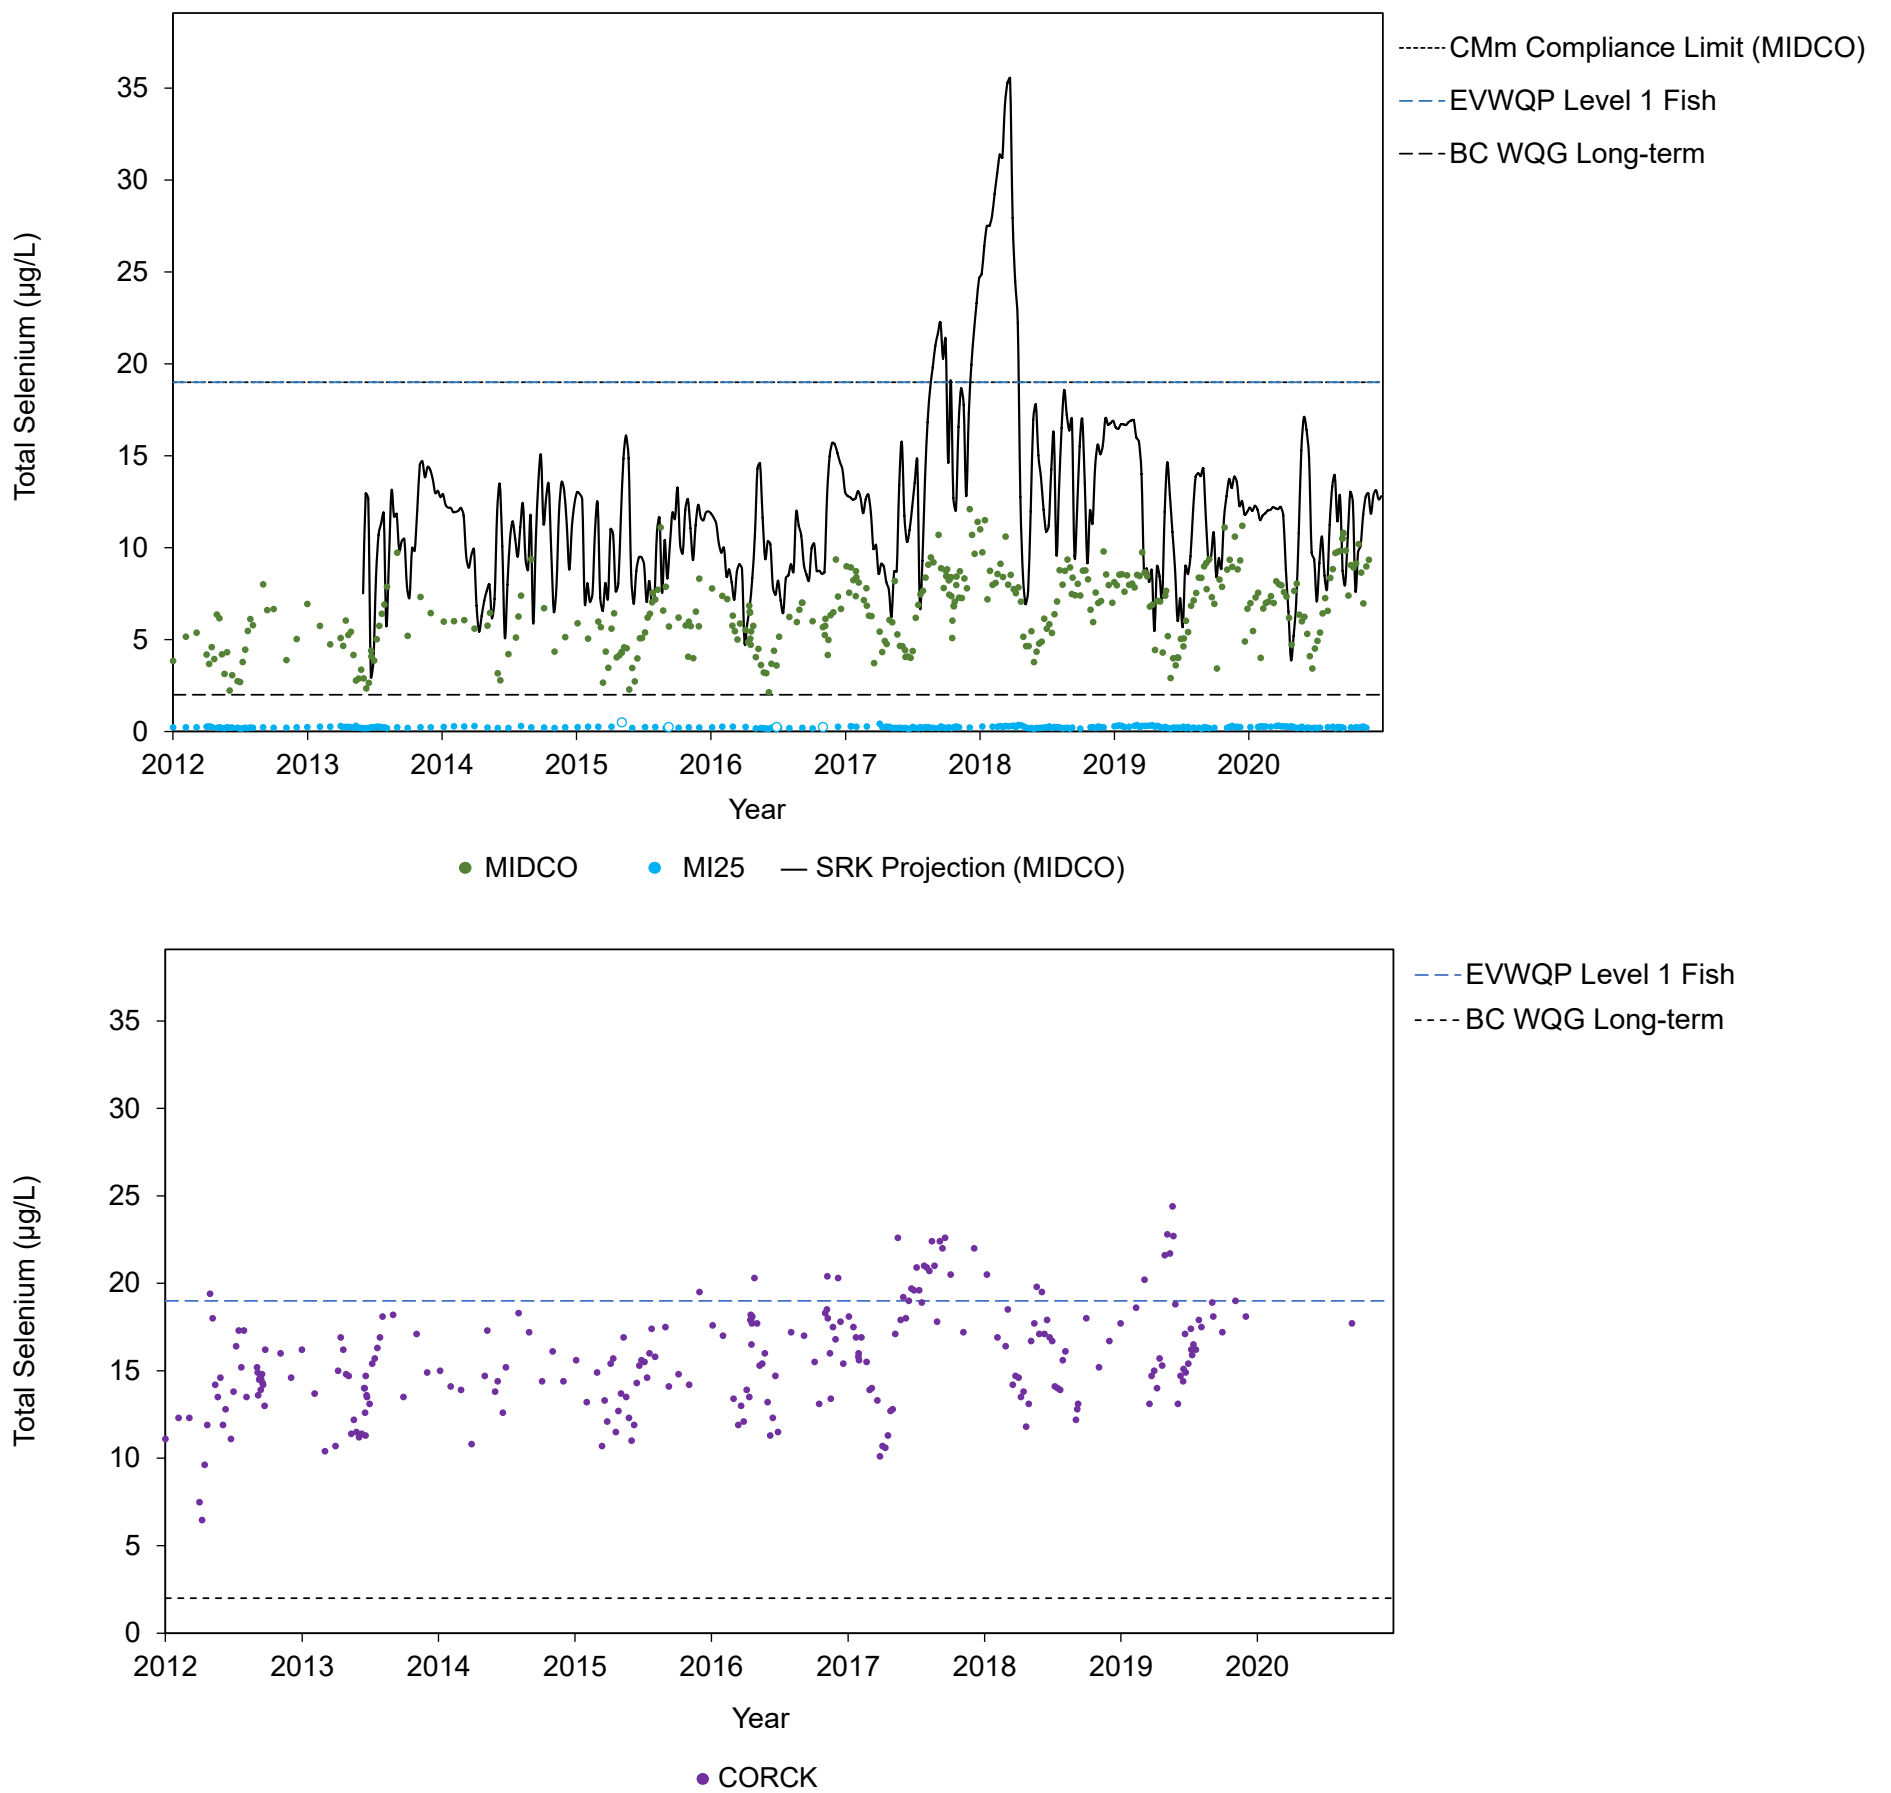 CMm Compliance Limit (MIDCO)
EVWQP Level 1 Fish
BC WQG Long-term
Total Selenium (µg/L)
35
30
25
20
15
10
5
0
2012 2013 2014 2015 2016 2017 2018 2019 2020
Year
MIDCO MI25 SRK Projection (MIDCO)
EVWQP Level 1 Fish
BC WQG Long-term
Total Selenium (µg/L)
35
30
25
20
15
10
5
0
2012 2013 2014 2015 2016 2017 2018 2019 2020
Year
CORCK